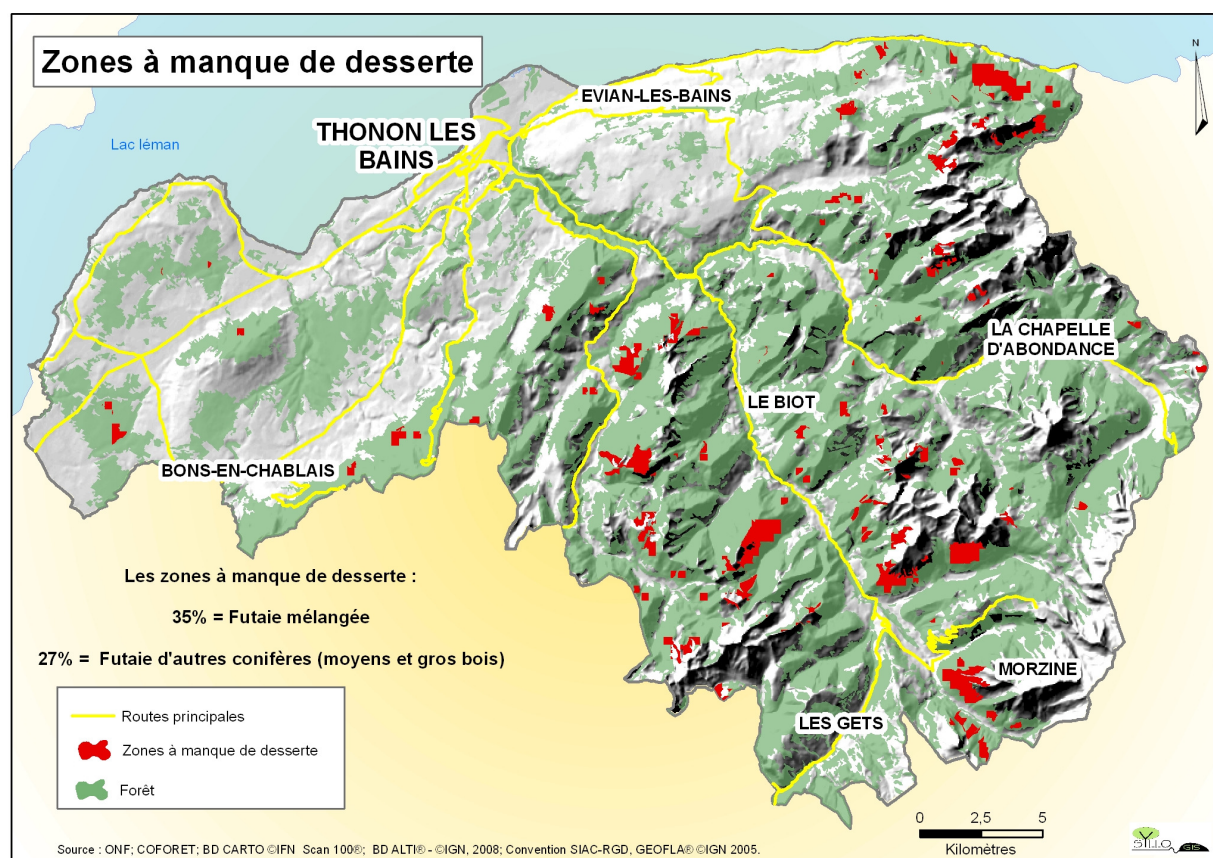 Zones à manque de desserte
N
EVIAN-LES-BAINS
THONON LES
BAINS
Lac léman
LA CHAPELLE
D'ABONDANCE
LE BIOT
BONS-EN-CHABLAIS
Les zones à manque de desserte :
35% = Futaie mélangée
27% = Futaie d'autres conifères (moyens et gros bois)
MORZINE
LES GETS
Routes principales
Zones à manque de desserte
Forêt
0 2,5 5
Kilomètres
Source : ONF; COFORET; BD CARTO ©IFN Scan 100®; BD ALTI® - ©IGN, 2008; Convention SIAC-RGD, GEOFLA® ©IGN 2005.